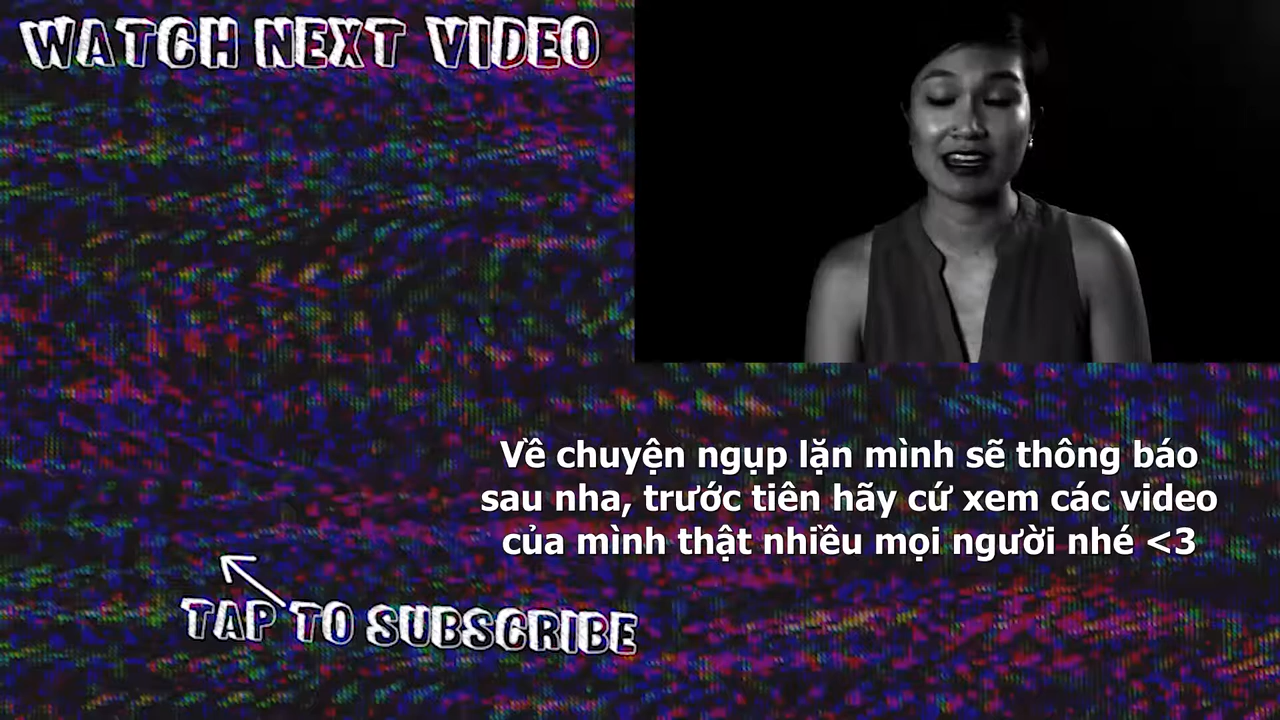 WATCH NEXT VIDEO
Về chuyện ngụp lặn mình sẽ thông báo
sau nha, trước tiên hãy cứ xem các video
của mình thật nhiều mọi người nhé <3
TAP TO SUBSCRIBE